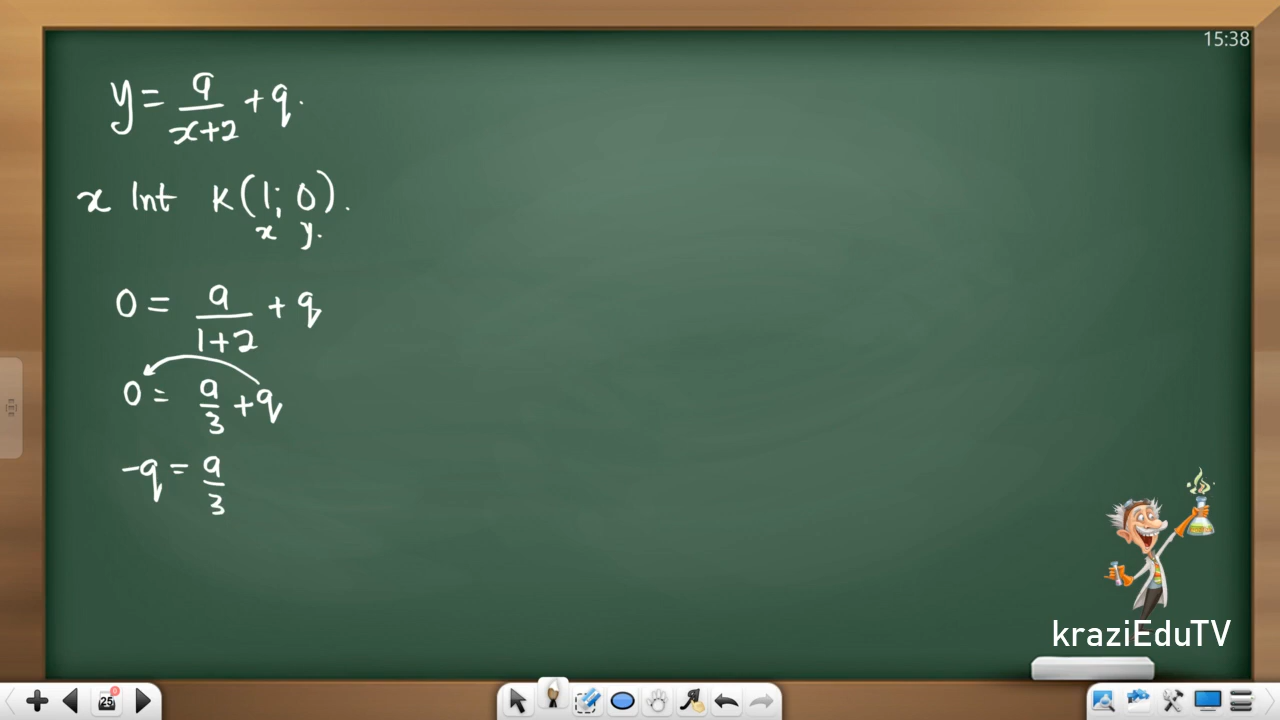 15:38
y = a/(x+2) + q.
x Int K(1; 0).
x y.
0 = a/(1+2) + q
0 = a/3 + q
-q = a/3
kraziEduTV
25